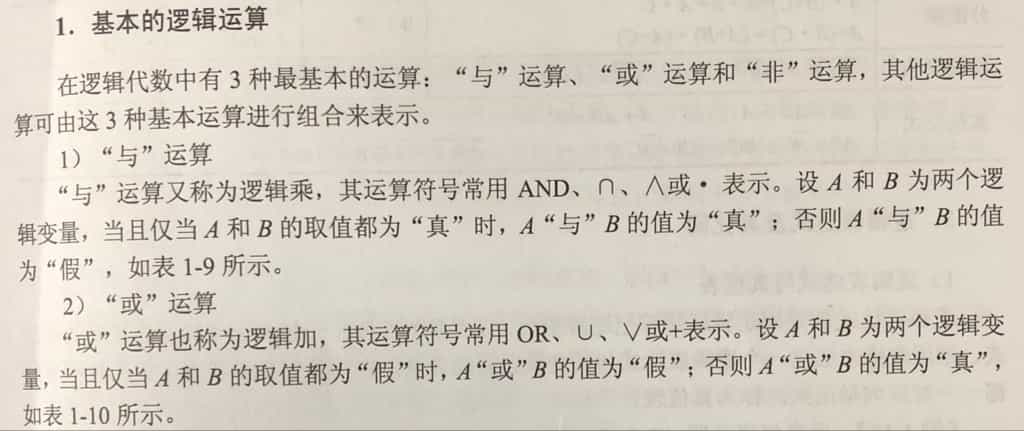 1. 基本的逻辑运算
在逻辑代数中有 3 种最基本的运算：“与”运算、“或”运算和“非”运算，其他逻辑运
算可由这 3 种基本运算进行组合来表示。
1）“与”运算
“与”运算又称为逻辑乘，其运算符号常用 AND、∩、∧或• 表示。设 A 和 B 为两个逻
辑变量，当且仅当 A 和 B 的取值都为“真”时，A“与”B 的值为“真”；否则 A“与”B 的值
为“假”，如表 1-9 所示。
2）“或”运算
“或”运算也称为逻辑加，其运算符号常用 OR、∪、∨或+表示。设 A 和 B 为两个逻辑变
量，当且仅当 A 和 B 的取值都为“假”时，A“或”B 的值为“假”；否则 A“或”B 的值为“真”，
如表 1-10 所示。